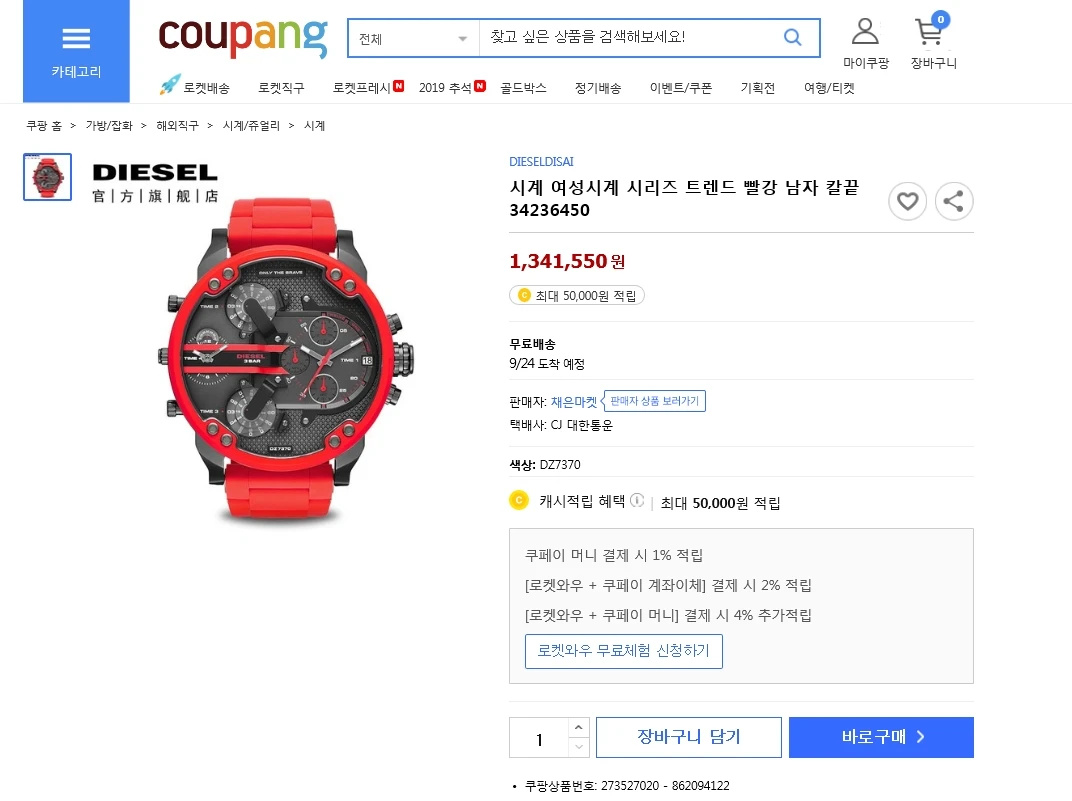 카테고리
coupang
전체
찾고 싶은 상품을 검색해보세요!
마이쿠팡
0
장바구니
로켓배송
로켓직구
로켓프레시 N
2019 추석 N
골드박스
정기배송
이벤트/쿠폰
기획전
여행/티켓
쿠팡 홈 > 가방/잡화 > 해외직구 > 시계/쥬얼리 > 시계
DIESEL
官|方|旗|舰|店
ONLY THE BRAVE
TIME 2
TIME 1
18
DIESEL
3 BAR
TIME 4
TIME 3
DZ7370
DIESELDISAI
시계 여성시계 시리즈 트렌드 빨강 남자 칼끝
34236450
1,341,550 원
C 최대 50,000원 적립
무료배송
9/24 도착 예정
판매자: 채은마켓 판매자 상품 보러가기
택배사: CJ 대한통운
색상: DZ7370
C 캐시적립 혜택 i | 최대 50,000원 적립
쿠페이 머니 결제 시 1% 적립
[로켓와우 + 쿠페이 계좌이체] 결제 시 2% 적립
[로켓와우 + 쿠페이 머니] 결제 시 4% 추가적립
로켓와우 무료체험 신청하기
1
장바구니 담기
바로구매 >
• 쿠팡상품번호: 273527020 - 862094122